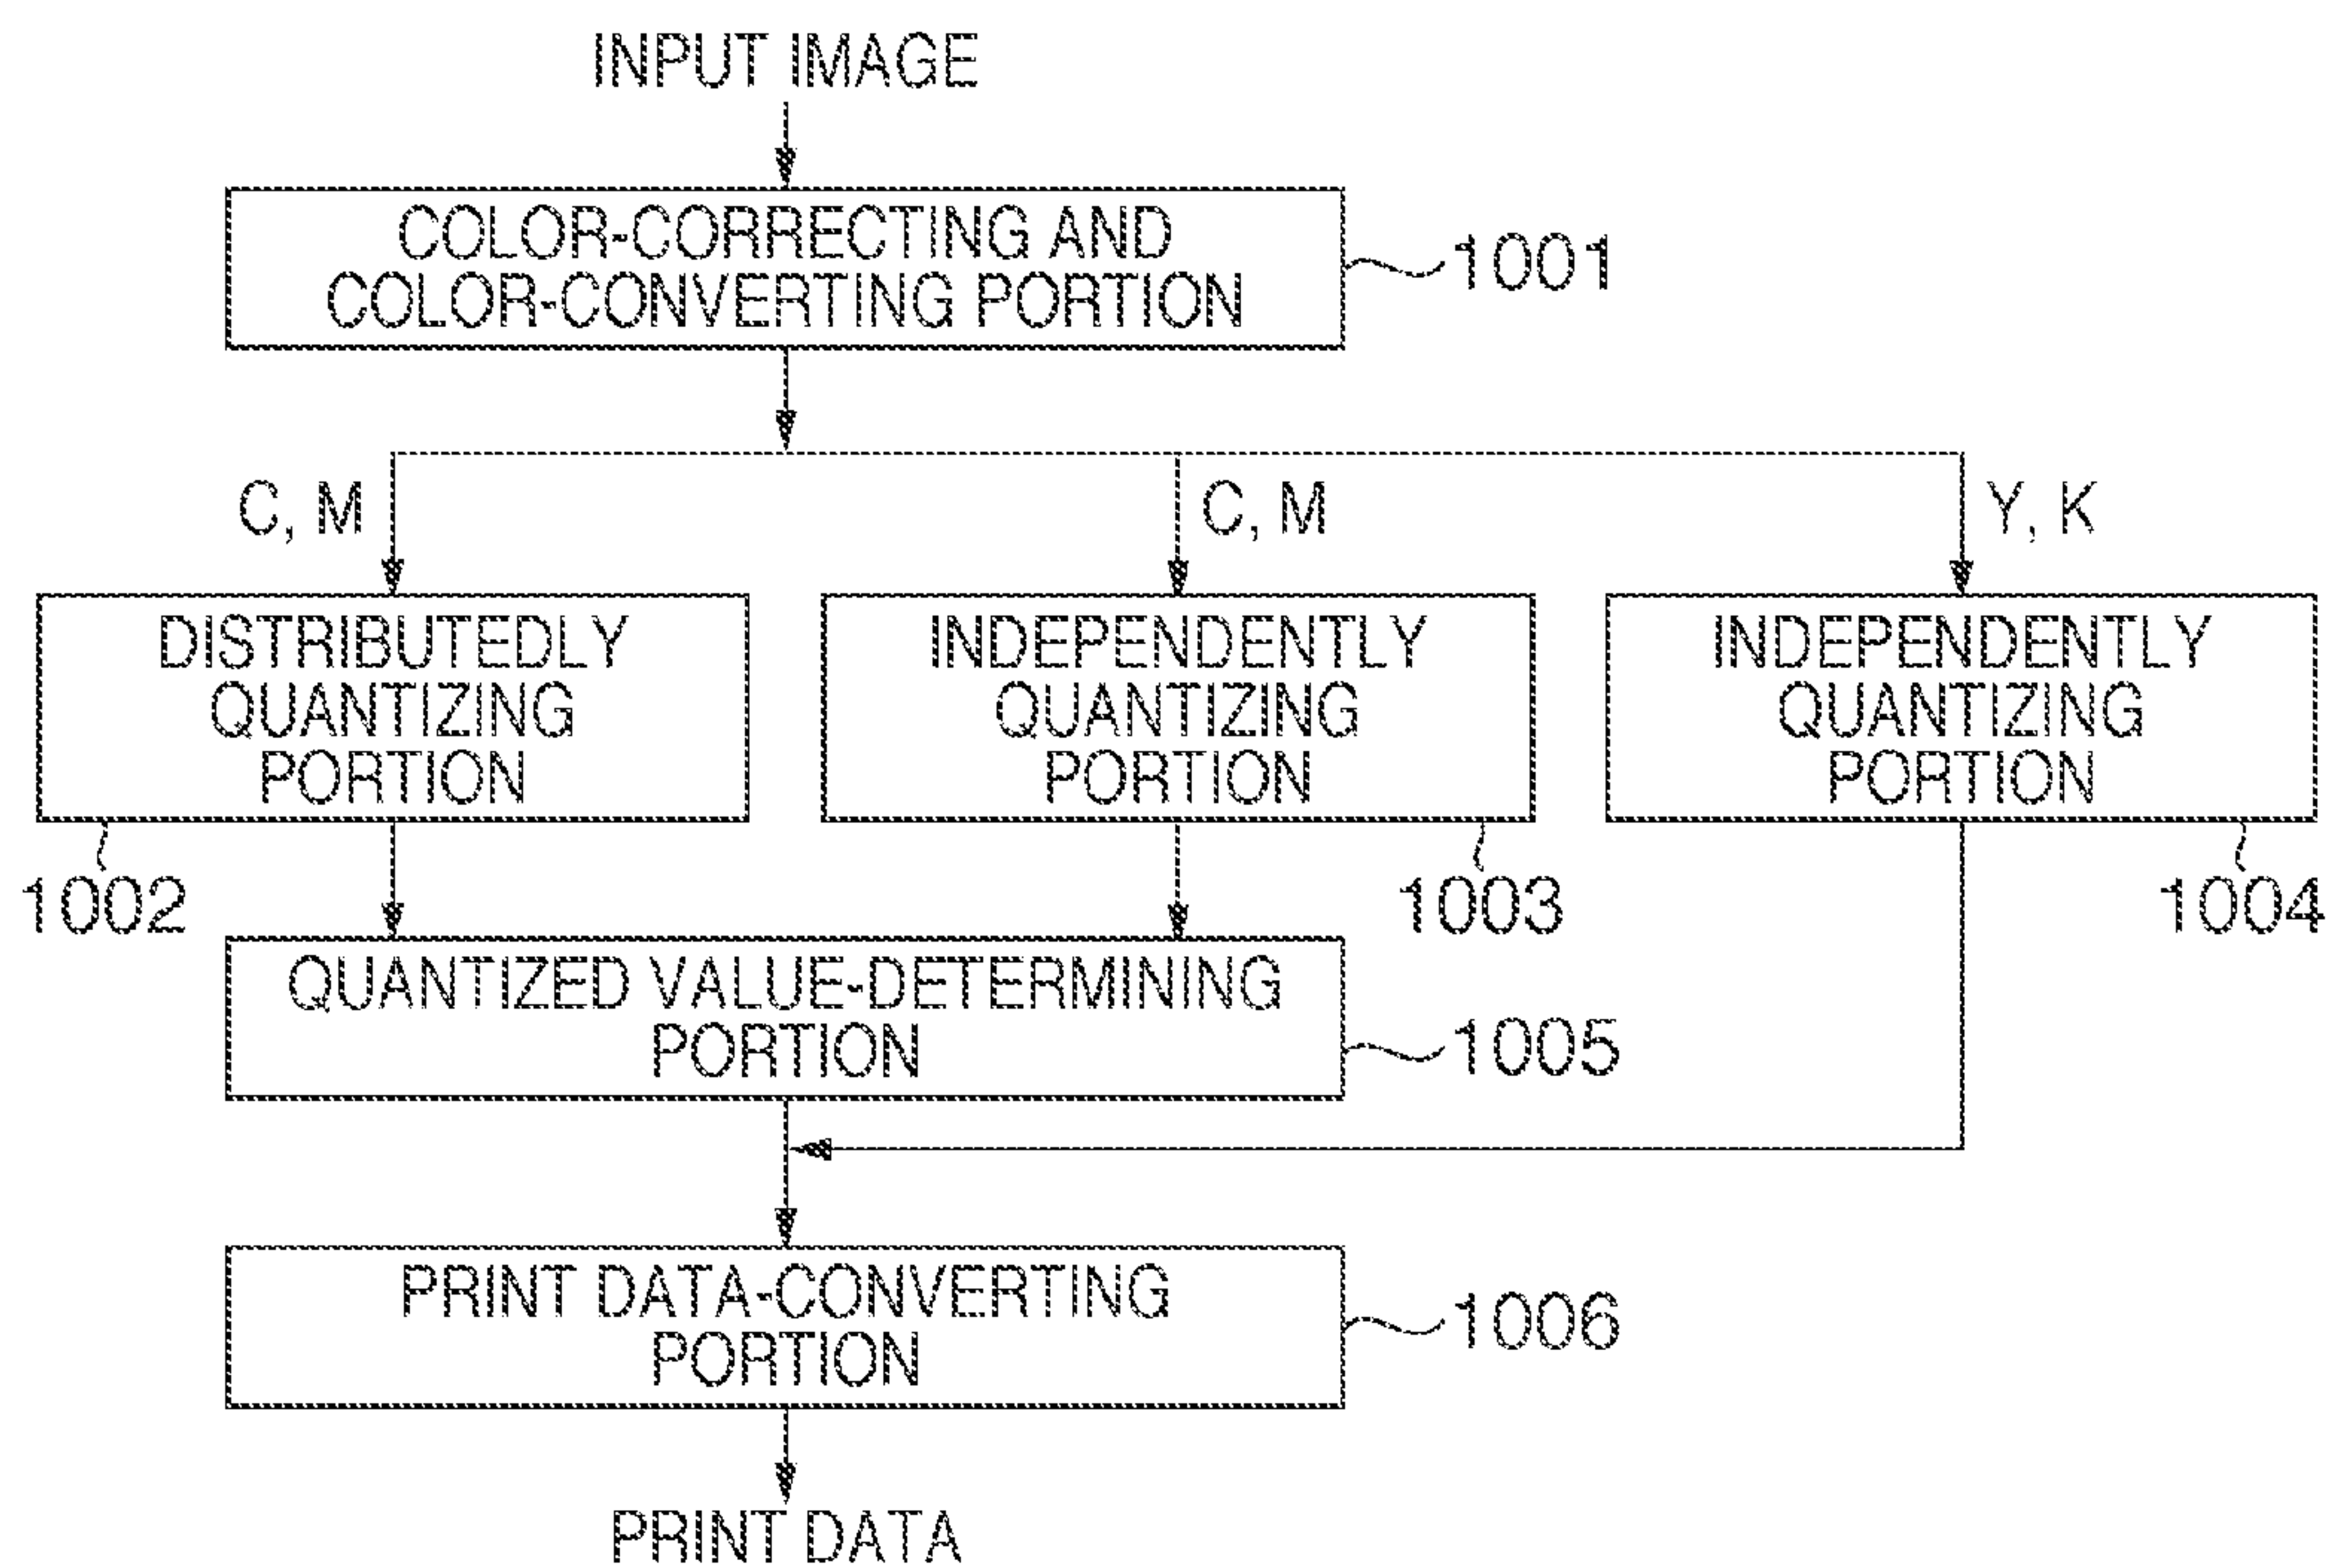 INPUT IMAGE
COLOR-CORRECTING AND
COLOR-CONVERTING PORTION
1001
C, M
C, M
Y, K
DISTRIBUTEDLY
QUANTIZING
PORTION
1002
INDEPENDENTLY
QUANTIZING
PORTION
1003
INDEPENDENTLY
QUANTIZING
PORTION
1004
QUANTIZED VALUE-DETERMINING
PORTION
1005
PRINT DATA-CONVERTING
PORTION
1006
PRINT DATA